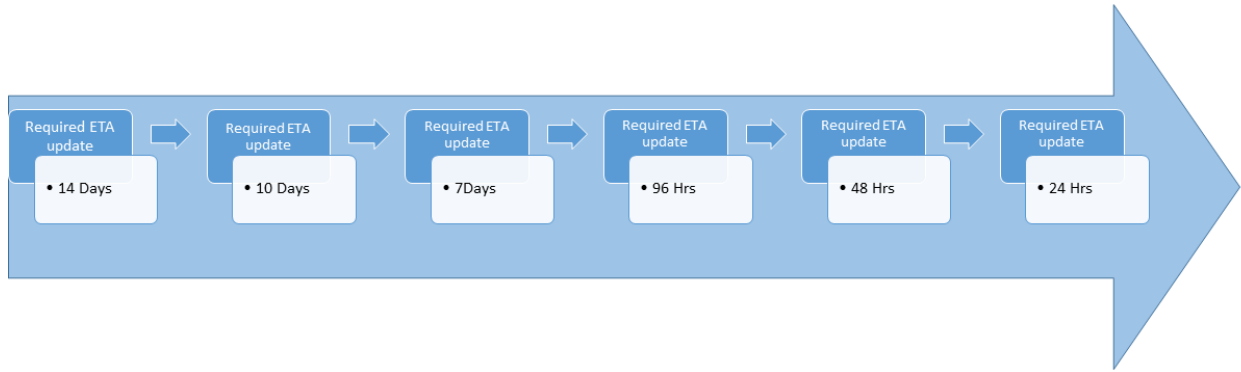 Required ETA
update
• 14 Days
Required ETA
update
• 10 Days
Required ETA
update
• 7Days
Required ETA
update
• 96 Hrs
Required ETA
update
• 48 Hrs
Required ETA
update
• 24 Hrs